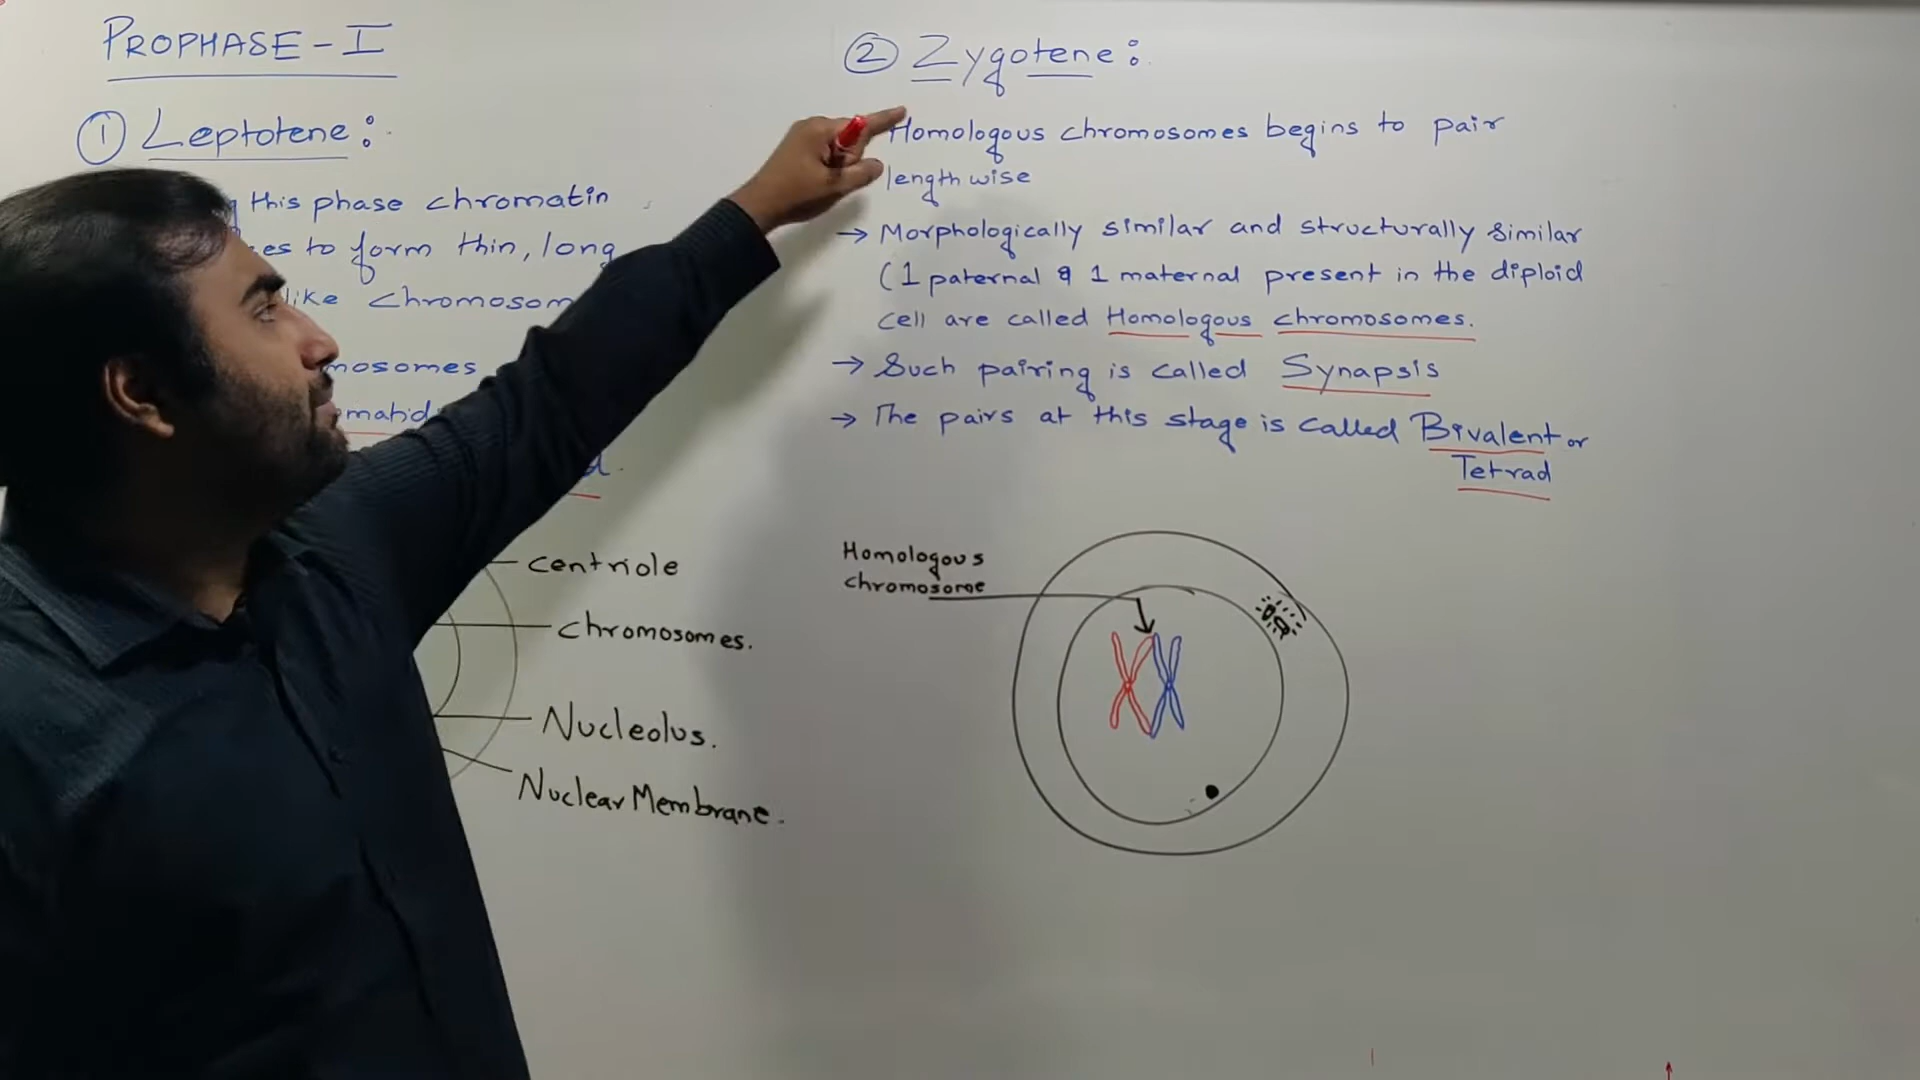 PROPHASE - I
① Leptotene:
this phase chromatin
to form thin, long
chromosom
mosomes
Centriole
Chromosomes.
Nucleolus.
Nuclear Membrane.
② Zygotene:
Homologous chromosomes begins to pair
length wise
→ Morphologically similar and structurally similar
(1 paternal & 1 maternal present in the diploid
cell are called Homologous chromosomes.
→ Such pairing is called Synapsis
→ The pairs at this stage is called Bivalent or
Tetrad
Homologous
chromosome